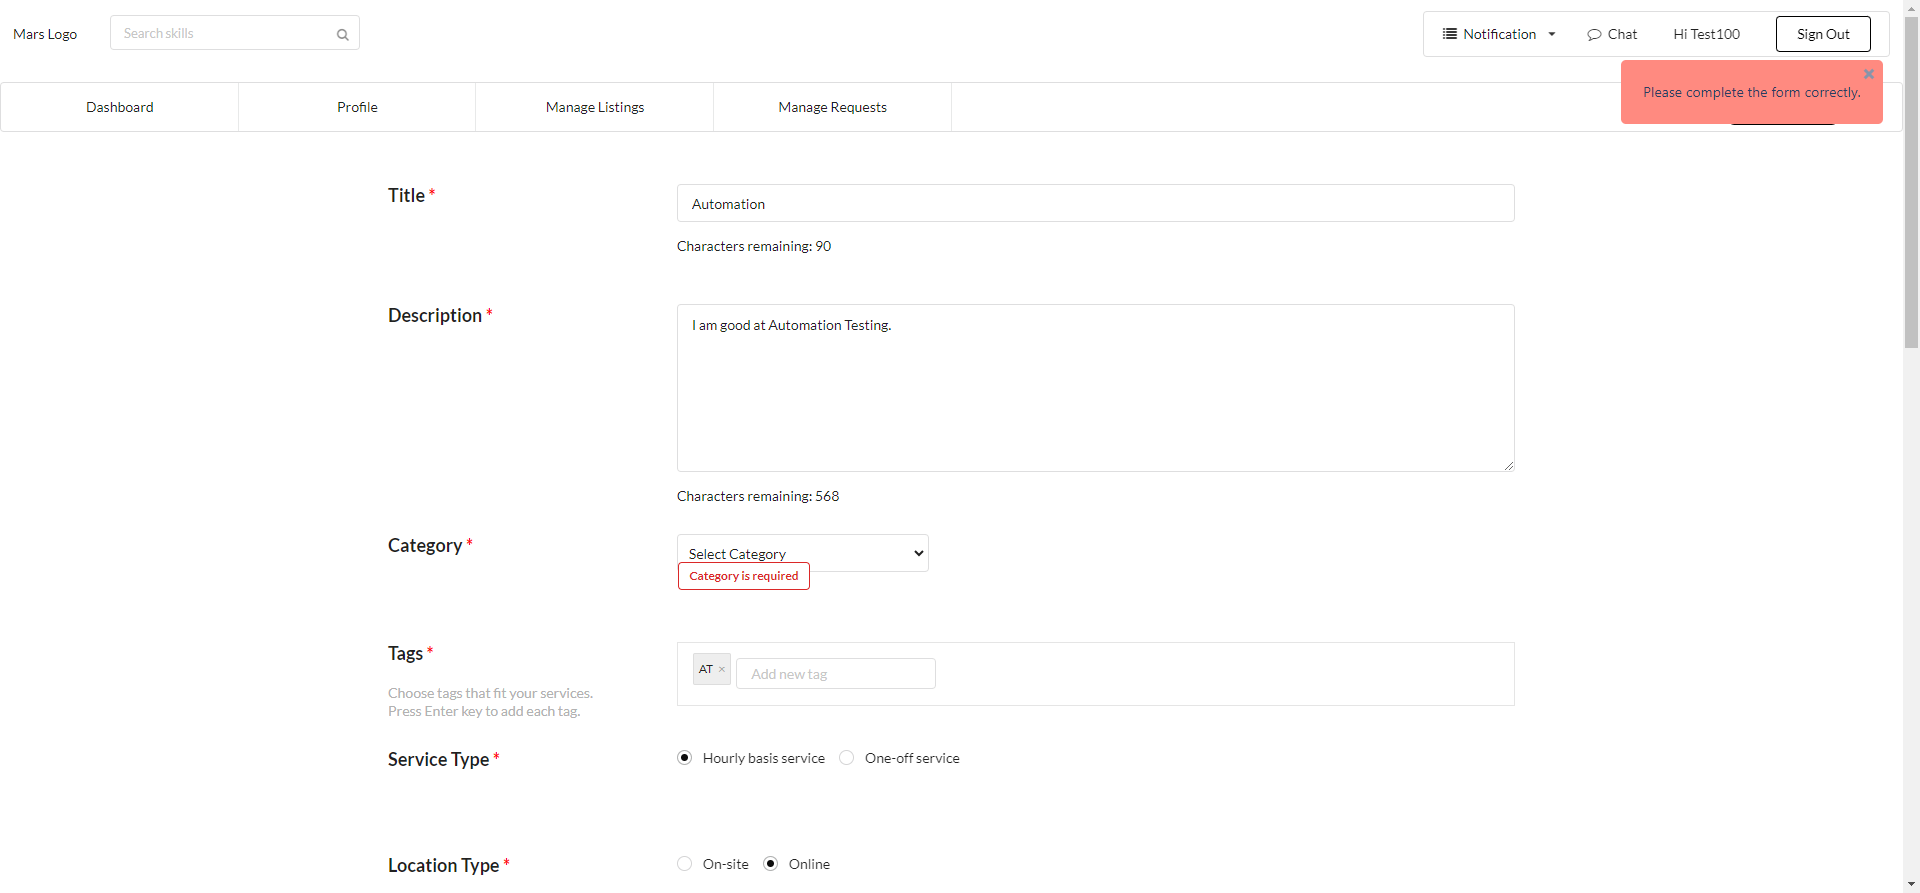 Mars Logo
Search skills
Notification
Chat
Hi Test100
Sign Out
Please complete the form correctly.
Dashboard
Profile
Manage Listings
Manage Requests
Title *
Automation
Characters remaining: 90
Description *
I am good at Automation Testing.
Characters remaining: 568
Category *
Select Category
Category is required
Tags *
AT ×
Add new tag
Choose tags that fit your services.
Press Enter key to add each tag.
Service Type *
Hourly basis service
One-off service
Location Type *
On-site
Online